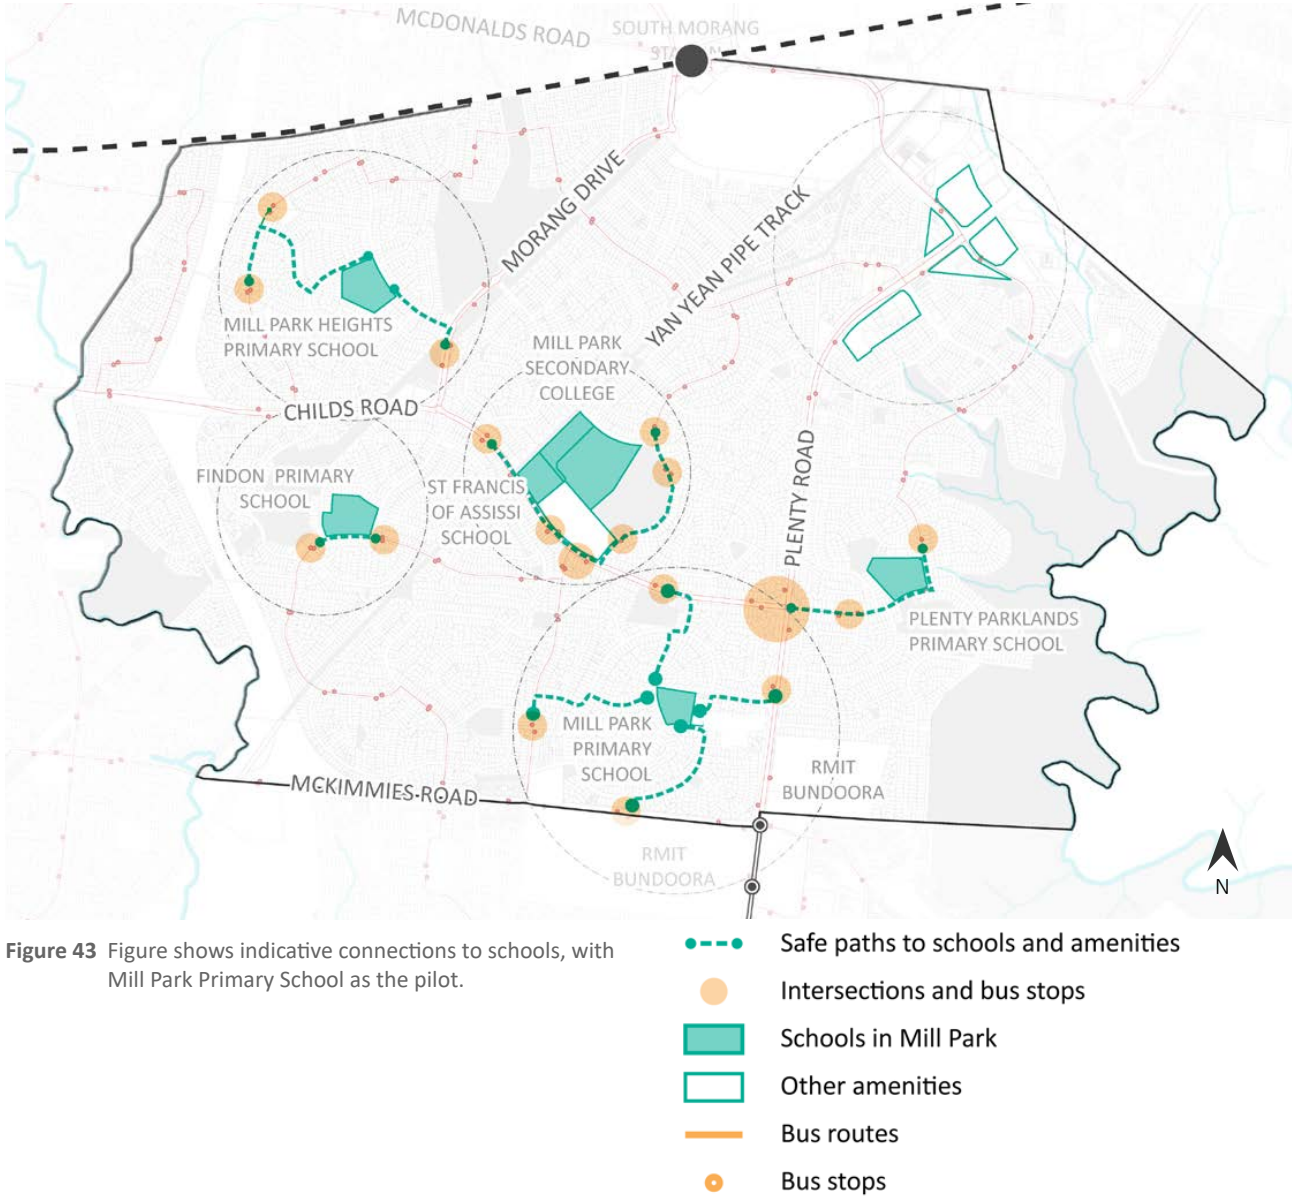 MCDONALDS ROAD
SOUTH MORANG
STATION
MORANG DRIVE
YAN YEAN PIPE TRACK
MILL PARK HEIGHTS
PRIMARY SCHOOL
MILL PARK
SECONDARY
COLLEGE
CHILDS ROAD
FINDON PRIMARY
SCHOOL
ST FRANCIS
OF ASSISSI
SCHOOL
PLENTY ROAD
PLENTY PARKLANDS
PRIMARY SCHOOL
MILL PARK
PRIMARY
SCHOOL
RMIT
BUNDOORA
MCKIMMIES ROAD
RMIT
BUNDOORA
N
Figure 43 Figure shows indicative connections to schools, with
Mill Park Primary School as the pilot.
Safe paths to schools and amenities
Intersections and bus stops
Schools in Mill Park
Other amenities
Bus routes
Bus stops